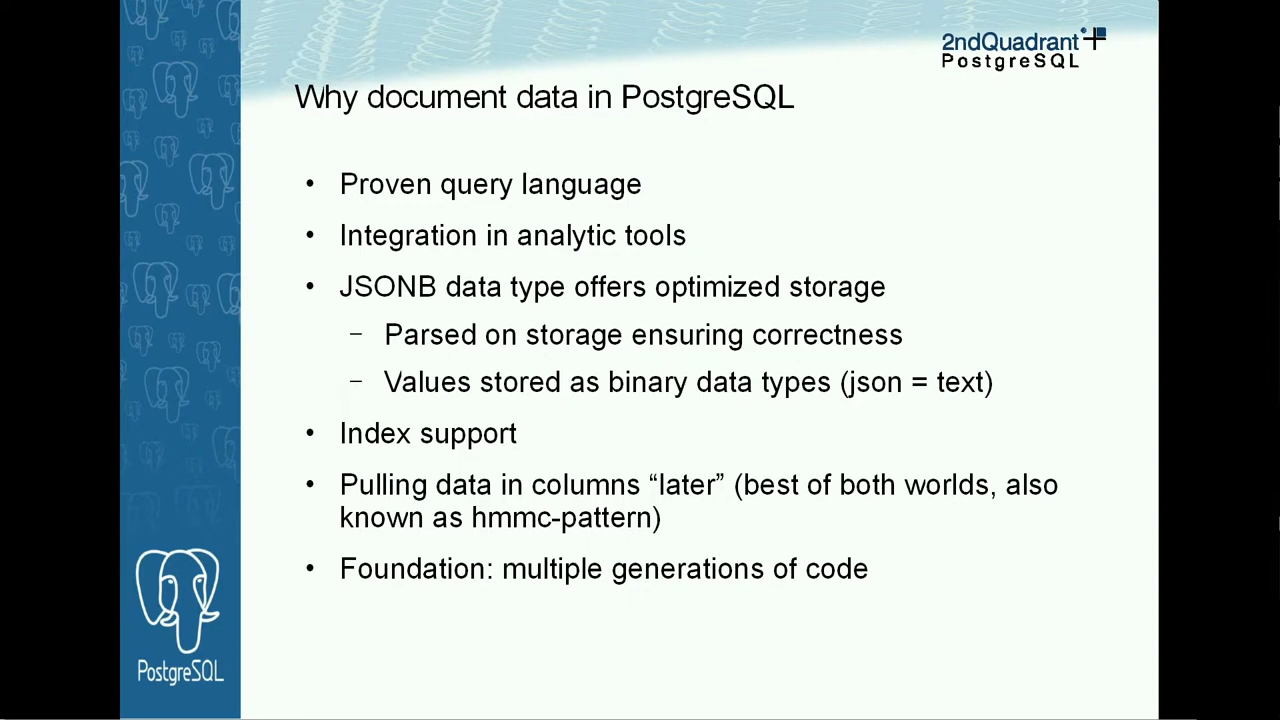 2ndQuadrant
PostgreSQL
Why document data in PostgreSQL
• Proven query language
• Integration in analytic tools
• JSONB data type offers optimized storage
– Parsed on storage ensuring correctness
– Values stored as binary data types (json = text)
• Index support
• Pulling data in columns “later” (best of both worlds, also
known as hmmc-pattern)
• Foundation: multiple generations of code
PostgreSQL